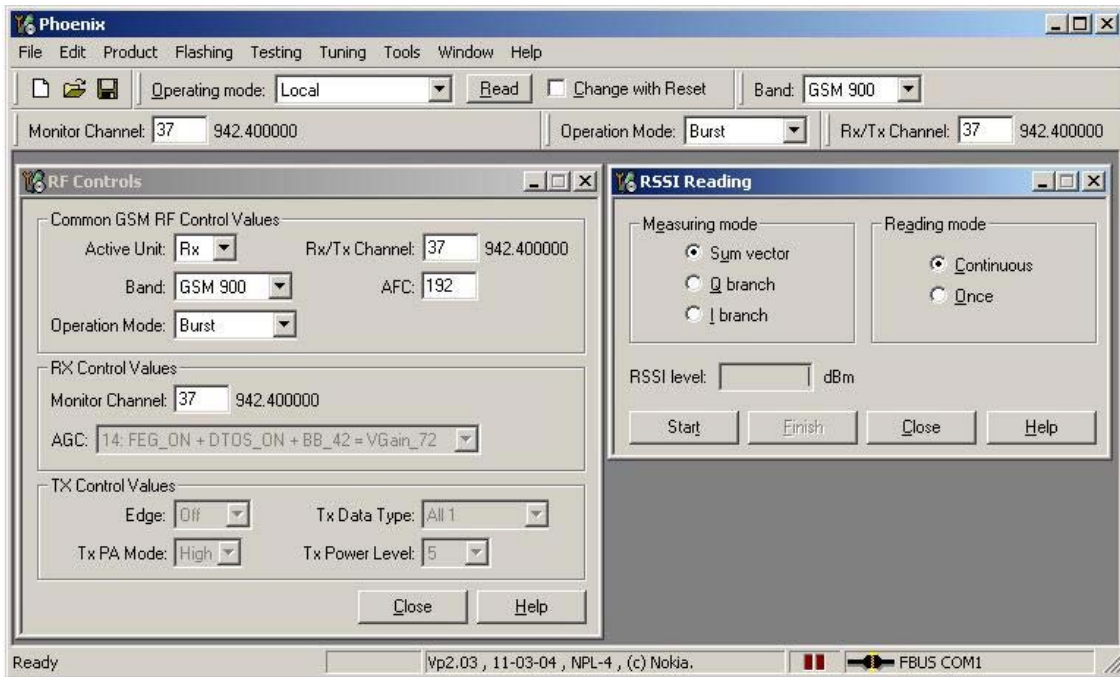 Phoenix
File Edit Product Flashing Testing Tuning Tools Window Help
Operating mode: Local Read Change with Reset Band: GSM 900
Monitor Channel: 37 942.400000 Operation Mode: Burst Rx/Tx Channel: 37 942.400000
RF Controls
Common GSM RF Control Values
Active Unit: Rx Rx/Tx Channel: 37 942.400000
Band: GSM 900 AFC: 192
Operation Mode: Burst
RX Control Values
Monitor Channel: 37 942.400000
AGC: 14: FEG_ON + DTOS_ON + BB_42 = VGain_72
TX Control Values
Edge: Off Tx Data Type: All 1
Tx PA Mode: High Tx Power Level: 5
Close Help
RSSI Reading
Measuring mode
Sum vector
Q branch
I branch
Reading mode
Continuous
Once
RSSI level: dBm
Start Finish Close Help
Ready Vp2.03 , 11-03-04 , NPL-4 , (c) Nokia. FBUS COM1